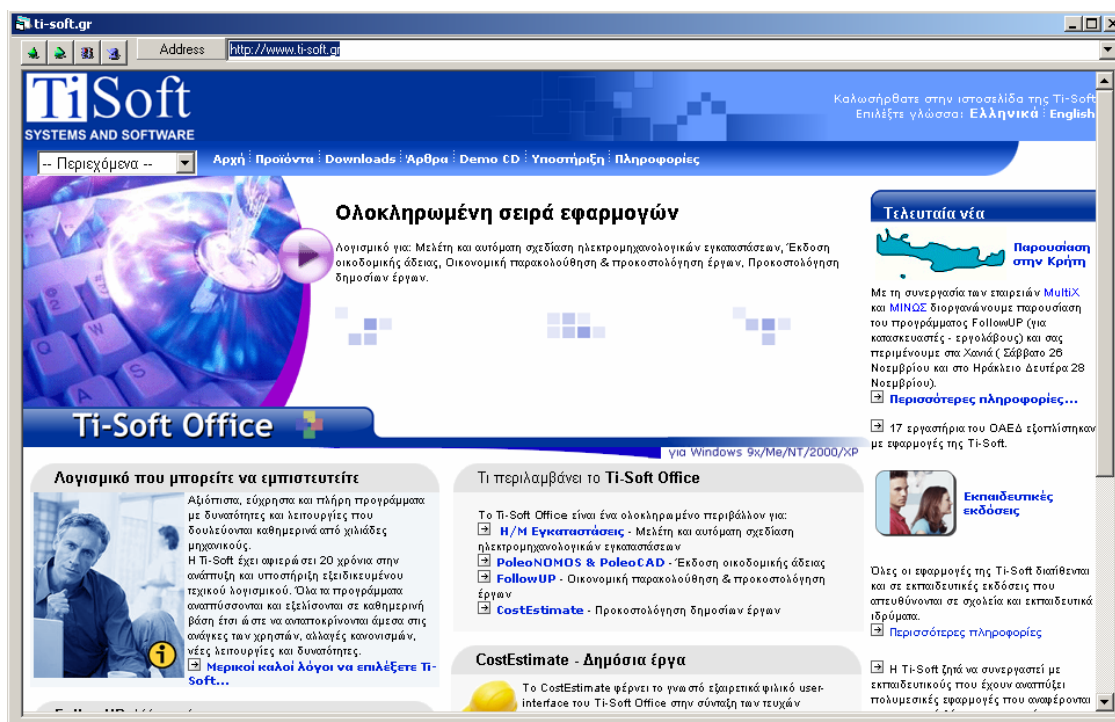 ti-soft.gr
Address
http://www.ti-soft.gr
TiSoft
SYSTEMS AND SOFTWARE
Καλωσήρθατε στην ιστοσελίδα της Ti-Soft
Επιλέξτε γλώσσα: Ελληνικά : English
-- Περιεχόμενα --
Αρχή Προϊόντα Downloads Άρθρα Demo CD Υποστήριξη Πληροφορίες
Ολοκληρωμένη σειρά εφαρμογών
Λογισμικό για: Μελέτη και αυτόματη σχεδίαση ηλεκτρομηχανολογικών εγκαταστάσεων, Έκδοση
οικοδομικής άδειας, Οικονομική παρακολούθηση & προκοστολόγηση έργων, Προκοστολόγηση
δημοσίων έργων.
Ti-Soft Office
για Windows 9x/Me/NT/2000/XP
Λογισμικό που μπορείτε να εμπιστευτείτε
Αξιόπιστα, εύχρηστα και πλήρη προγράμματα
με δυνατότητες και λειτουργίες που
δουλεύονται καθημερινά από χιλιάδες
μηχανικούς.
Η Ti-Soft έχει αφιερώσει 20 χρόνια στην
ανάπτυξη και υποστήριξη εξειδικευμένου
τεχνικού λογισμικού. Όλα τα προγράμματα
αναπτύσσονται και εξελίσονται σε καθημερινή
βάση έτσι ώστε να ανταποκρίνονται άμεσα στις
ανάγκες των χρηστών, αλλαγές κανονισμών,
νέες λειτουργίες και δυνατότητες.
Μερικοί καλοί λόγοι να επιλέξετε Ti-
Soft...
Τι περιλαμβάνει το Ti-Soft Office
Το Ti-Soft Office είναι ένα ολοκληρωμένο περιβάλλον για:
Η/Μ Εγκαταστάσεις - Μελέτη και αυτόματη σχεδίαση
ηλεκτρομηχανολογικών εγκαταστάσεων
PoleoNOMOS & PoleoCAD - Έκδοση οικοδομικής άδειας
FollowUP - Οικονομική παρακολούθηση & προκοστολόγηση
έργων
CostEstimate - Προκοστολόγηση δημοσίων έργων
CostEstimate - Δημόσια έργα
Το CostEstimate φέρνει το γνωστό εξαιρετικά φιλικό user-
interface του Ti-Soft Office στην σύνταξη των τευχών
Τελευταία νέα
Παρουσίαση
στην Κρήτη
Με τη συνεργασία των εταιρειών MultiX
και ΜΙΝΩΣ διοργανώνουμε παρουσίαση
του προγράμματος FollowUP (για
κατασκευαστές - εργολάβους) και σας
περιμένουμε στα Χανιά ( Σάββατο 26
Νοεμβρίου και στο Ηράκλειο Δευτέρα 28
Νοεμβρίου).
Περισσότερες πληροφορίες...
17 εργαστήρια του ΟΑΕΔ εξοπλίστηκαν
με εφαρμογές της Ti-Soft.
Εκπαιδευτικές
εκδόσεις
Όλες οι εφαρμογές της Ti-Soft διατίθενται
και σε εκπαιδευτικές εκδόσεις που
απευθύνονται σε σχολεία και εκπαιδευτικά
ιδρύματα.
Περισσότερες πληροφορίες
Η Ti-Soft ζητά να συνεργαστεί με
εκπαιδευτικούς που έχουν αναπτύξει
πολυμεσικές εφαρμογές που αναφέρονται